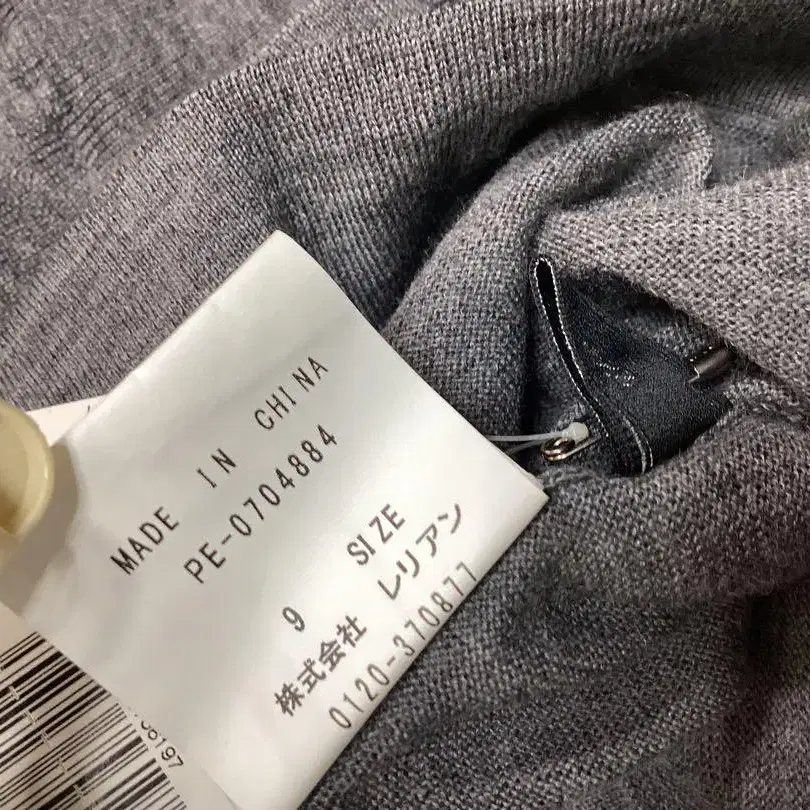 MADE IN CHINA
PE-0704884
9 SIZE
株式会社 レリアン
0120-370877